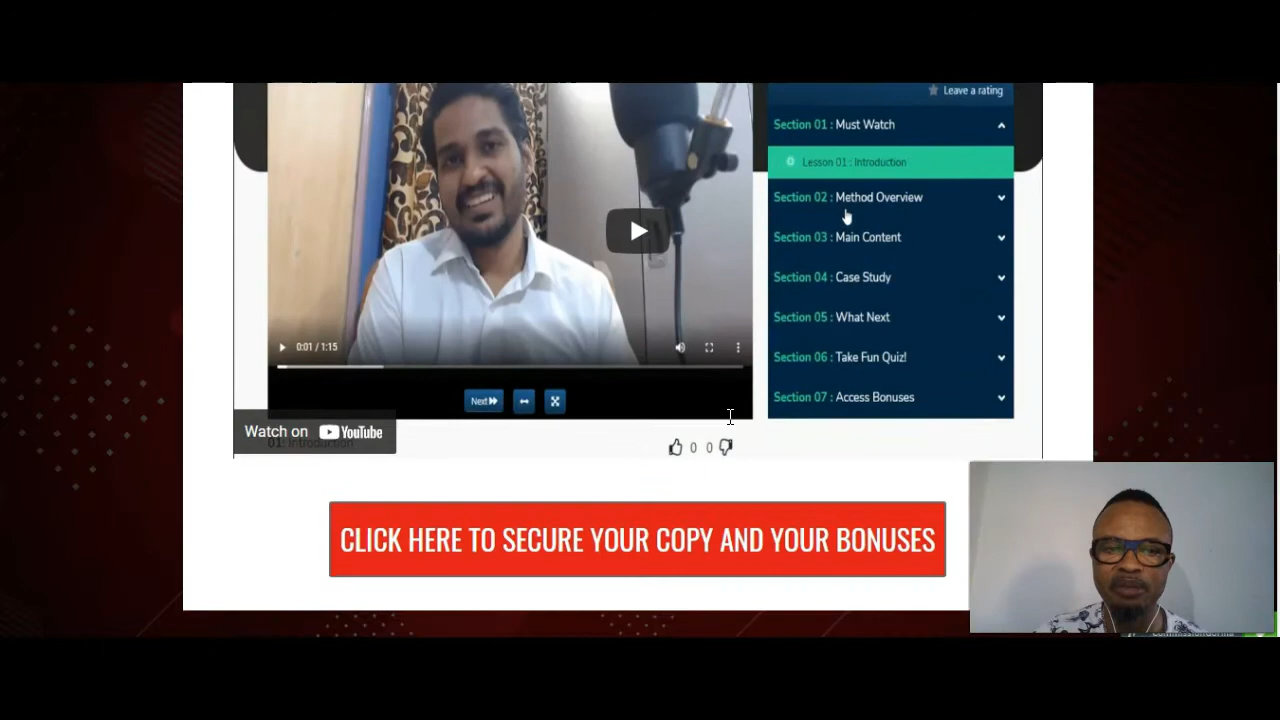 Leave a rating
Section 01 : Must Watch
Lesson 01 : Introduction
Section 02 : Method Overview
Section 03 : Main Content
Section 04 : Case Study
Section 05 : What Next
Section 06 : Take Fun Quiz!
Section 07 : Access Bonuses
0:01 / 1:15
Next
Watch on YouTube
01: Introduction
0 0
CLICK HERE TO SECURE YOUR COPY AND YOUR BONUSES